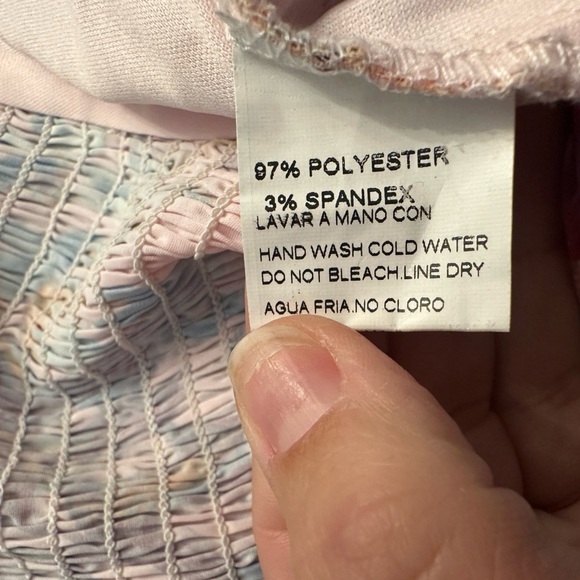 97% POLYESTER
3% SPANDEX
LAVAR A MANO CON
HAND WASH COLD WATER
DO NOT BLEACH.LINE DRY
AGUA FRIA.NO CLORO